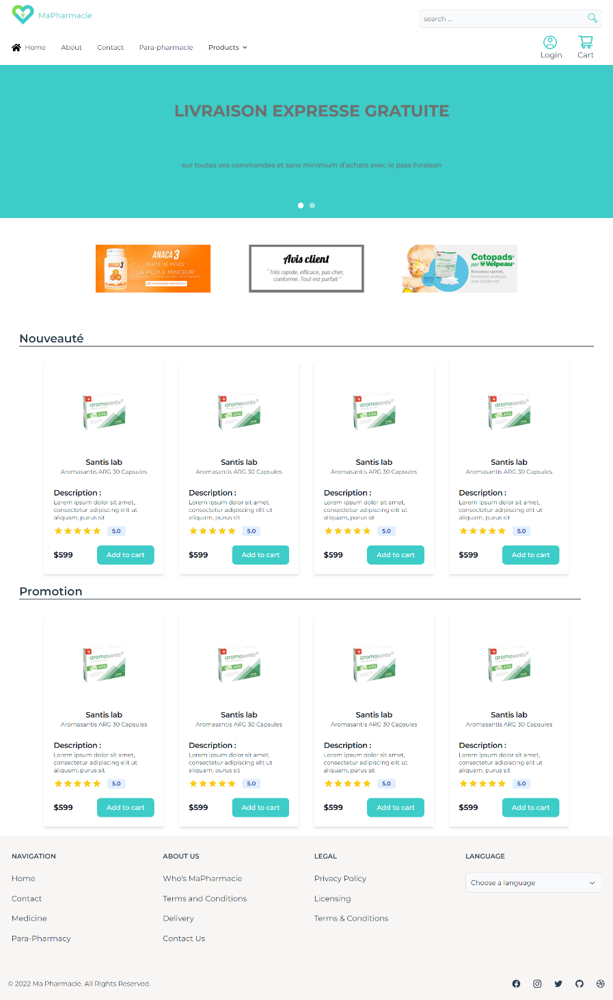 MaPharmacie
search ...
Home About Contact Para-pharmacie Products
Login Cart
LIVRAISON EXPRESSE GRATUITE
sur toutes vos commandes et sans minimum d'achats avec le pass livraison
ANACA 3
PERTE DE POIDS
LA PILULE MINCEUR
Avis client
" Très rapide, efficace, pas cher,
conforme. Tout est parfait "
Cotopads
par Velpeau
Nouveau sachet,
fermeture pratique
avec cordonnet
Nouveauté
aromasantis aromasantis aromasantis aromasantis
ARG ARG ARG ARG
Santis lab Santis lab Santis lab Santis lab
Aromasantis ARG 30 Capsules Aromasantis ARG 30 Capsules Aromasantis ARG 30 Capsules Aromasantis ARG 30 Capsules
Description : Description : Description : Description :
Lorem ipsum dolor sit amet, Lorem ipsum dolor sit amet, Lorem ipsum dolor sit amet, Lorem ipsum dolor sit amet,
consectetur adipiscing elit ut consectetur adipiscing elit ut consectetur adipiscing elit ut consectetur adipiscing elit ut
aliquam, purus sit aliquam, purus sit aliquam, purus sit aliquam, purus sit
5.0 5.0 5.0 5.0
$599 Add to cart $599 Add to cart $599 Add to cart $599 Add to cart
Promotion
aromasantis aromasantis aromasantis aromasantis
ARG ARG ARG ARG
Santis lab Santis lab Santis lab Santis lab
Aromasantis ARG 30 Capsules Aromasantis ARG 30 Capsules Aromasantis ARG 30 Capsules Aromasantis ARG 30 Capsules
Description : Description : Description : Description :
Lorem ipsum dolor sit amet, Lorem ipsum dolor sit amet, Lorem ipsum dolor sit amet, Lorem ipsum dolor sit amet,
consectetur adipiscing elit ut consectetur adipiscing elit ut consectetur adipiscing elit ut consectetur adipiscing elit ut
aliquam, purus sit aliquam, purus sit aliquam, purus sit aliquam, purus sit
5.0 5.0 5.0 5.0
$599 Add to cart $599 Add to cart $599 Add to cart $599 Add to cart
NAVIGATION ABOUT US LEGAL LANGUAGE
Home Who's MaPharmacie Privacy Policy Choose a language
Contact Terms and Conditions Licensing
Medicine Delivery Terms & Conditions
Para-Pharmacy Contact Us
© 2022 Ma Pharmacie. All Rights Reserved.